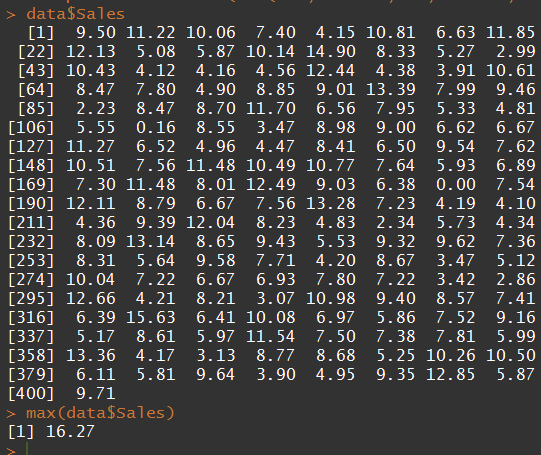 > data$Sales
[1] 9.50 11.22 10.06 7.40 4.15 10.81 6.63 11.85
[22] 12.13 5.08 5.87 10.14 14.90 8.33 5.27 2.99
[43] 10.43 4.12 4.16 4.56 12.44 4.38 3.91 10.61
[64] 8.47 7.80 4.90 8.85 9.01 13.39 7.99 9.46
[85] 2.23 8.47 8.70 11.70 6.56 7.95 5.33 4.81
[106] 5.55 0.16 8.55 3.47 8.98 9.00 6.62 6.67
[127] 11.27 6.52 4.96 4.47 8.41 6.50 9.54 7.62
[148] 10.51 7.56 11.48 10.49 10.77 7.64 5.93 6.89
[169] 7.30 11.48 8.01 12.49 9.03 6.38 0.00 7.54
[190] 12.11 8.79 6.67 7.56 13.28 7.23 4.19 4.10
[211] 4.36 9.39 12.04 8.23 4.83 2.34 5.73 4.34
[232] 8.09 13.14 8.65 9.43 5.53 9.32 9.62 7.36
[253] 8.31 5.64 9.58 7.71 4.20 8.67 3.47 5.12
[274] 10.04 7.22 6.67 6.93 7.80 7.22 3.42 2.86
[295] 12.66 4.21 8.21 3.07 10.98 9.40 8.57 7.41
[316] 6.39 15.63 6.41 10.08 6.97 5.86 7.52 9.16
[337] 5.17 8.61 5.97 11.54 7.50 7.38 7.81 5.99
[358] 13.36 4.17 3.13 8.77 8.68 5.25 10.26 10.50
[379] 6.11 5.81 9.64 3.90 4.95 9.35 12.85 5.87
[400] 9.71
> max(data$Sales)
[1] 16.27
>